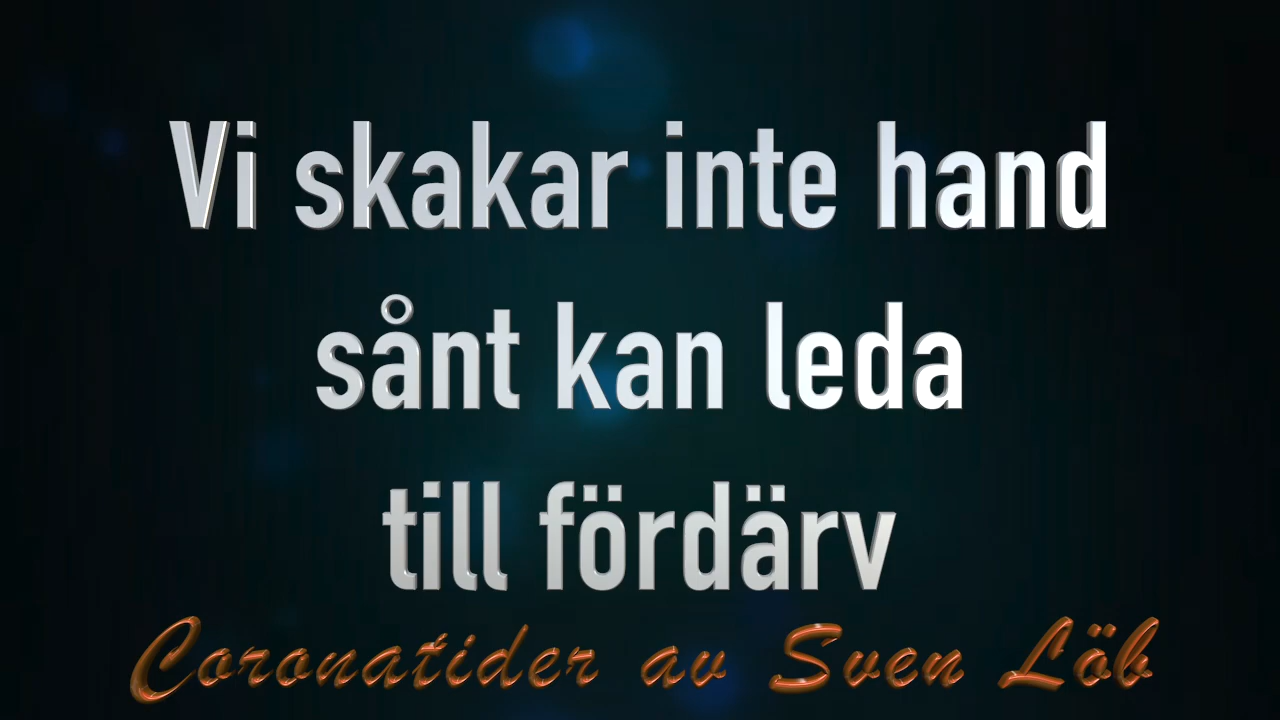 Vi skakar inte hand
sånt kan leda
till fördärv
Coronatider av Sven Löb